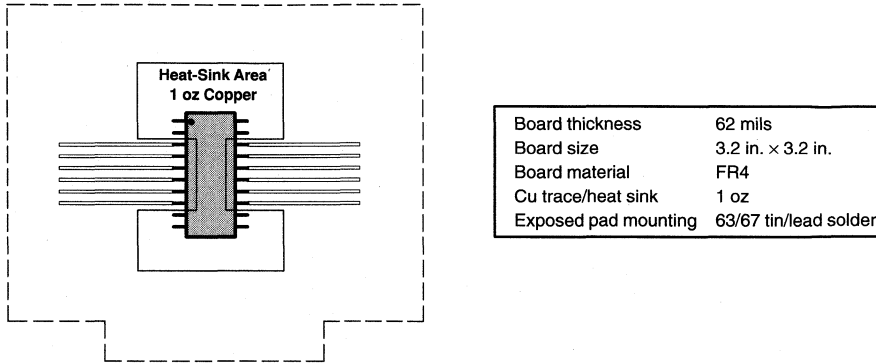 Heat-Sink Area
1 oz Copper
Board thickness 62 mils
Board size 3.2 in. × 3.2 in.
Board material FR4
Cu trace/heat sink 1 oz
Exposed pad mounting 63/67 tin/lead solder